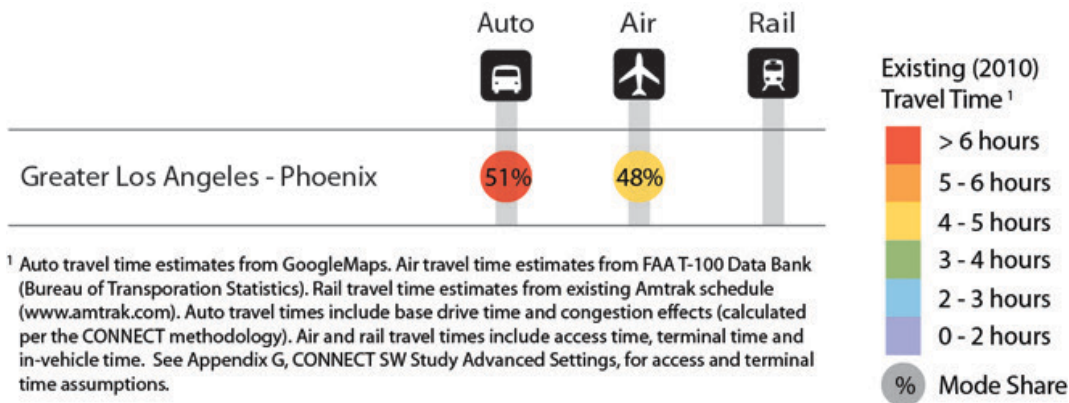 Auto Air Rail
Greater Los Angeles - Phoenix 51% 48%
Existing (2010)
Travel Time ¹
> 6 hours
5 - 6 hours
4 - 5 hours
3 - 4 hours
2 - 3 hours
0 - 2 hours
% Mode Share
¹ Auto travel time estimates from GoogleMaps. Air travel time estimates from FAA T-100 Data Bank
(Bureau of Transporation Statistics). Rail travel time estimates from existing Amtrak schedule
(www.amtrak.com). Auto travel times include base drive time and congestion effects (calculated
per the CONNECT methodology). Air and rail travel times include access time, terminal time and
in-vehicle time. See Appendix G, CONNECT SW Study Advanced Settings, for access and terminal
time assumptions.